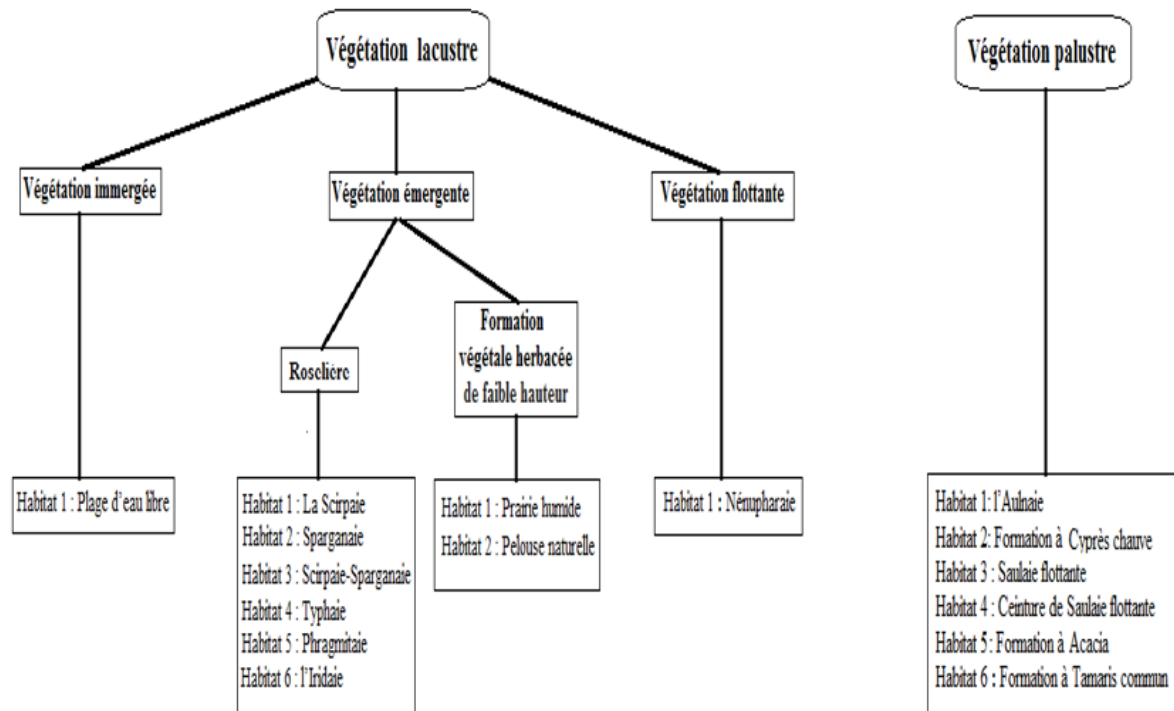 Végétation lacustre
Végétation palustre
Végétation immergée
Végétation émergente
Végétation flottante
Roselière
Formation
végétale herbacée
de faible hauteur
Habitat 1 : Plage d'eau libre
Habitat 1 : La Scirpaie
Habitat 2 : Sparganaie
Habitat 3 : Scirpaie-Sparganaie
Habitat 4 : Typhaie
Habitat 5 : Phragmitaie
Habitat 6 : l'Iridaie
Habitat 1 : Prairie humide
Habitat 2 : Pelouse naturelle
Habitat 1 : Nénupharaie
Habitat 1: l'Aulnaie
Habitat 2: Formation à Cyprès chauve
Habitat 3 : Saulaie flottante
Habitat 4 : Ceinture de Saulaie flottante
Habitat 5 : Formation à Acacia
Habitat 6 : Formation à Tamaris commun